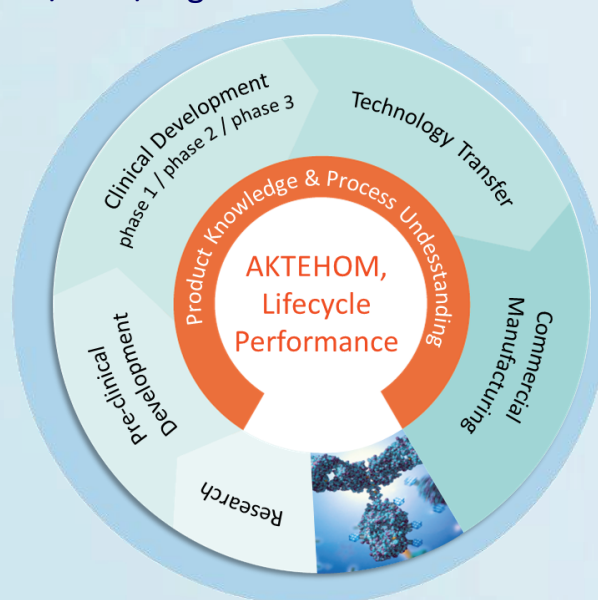 Clinical Development
phase 1 / phase 2 / phase 3
Technology Transfer
Product Knowledge & Process Undesstanding
AKTEHOM,
Lifecycle
Performance
Commercial
Manufacturing
Pre-clinical
Development
Research